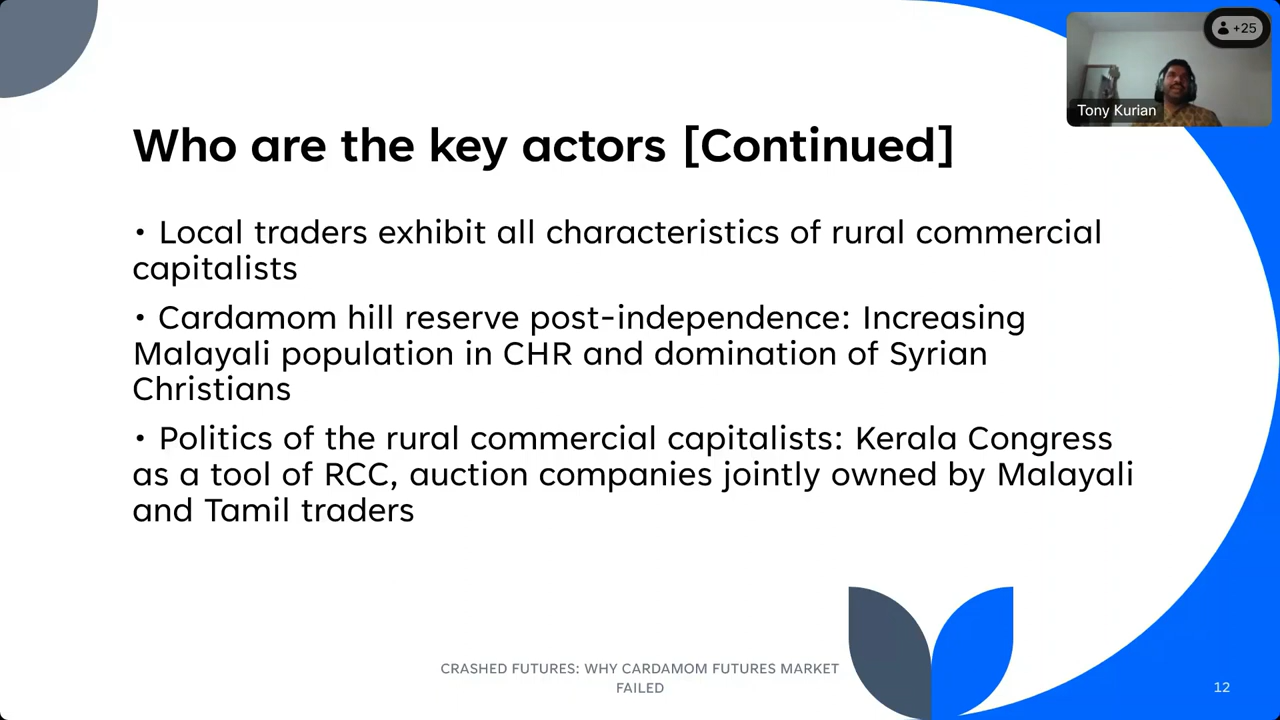 +25
Tony Kurian
Who are the key actors [Continued]
• Local traders exhibit all characteristics of rural commercial
capitalists
• Cardamom hill reserve post-independence: Increasing
Malayali population in CHR and domination of Syrian
Christians
• Politics of the rural commercial capitalists: Kerala Congress
as a tool of RCC, auction companies jointly owned by Malayali
and Tamil traders
CRASHED FUTURES: WHY CARDAMOM FUTURES MARKET
FAILED
12